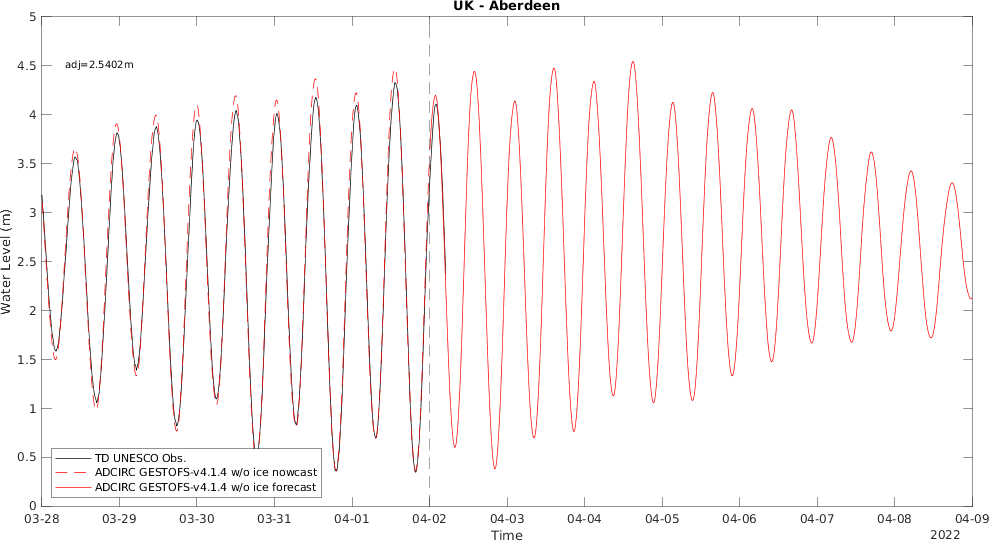 UK - Aberdeen
adj=2.5402m
5
4.5
4
3.5
3
2.5
2
1.5
1
0.5
0
Water Level (m)
TD UNESCO Obs.
ADCIRC GESTOFS-v4.1.4 w/o ice nowcast
ADCIRC GESTOFS-v4.1.4 w/o ice forecast
03-28 03-29 03-30 03-31 04-01 04-02 04-03 04-04 04-05 04-06 04-07 04-08 04-09
Time
2022